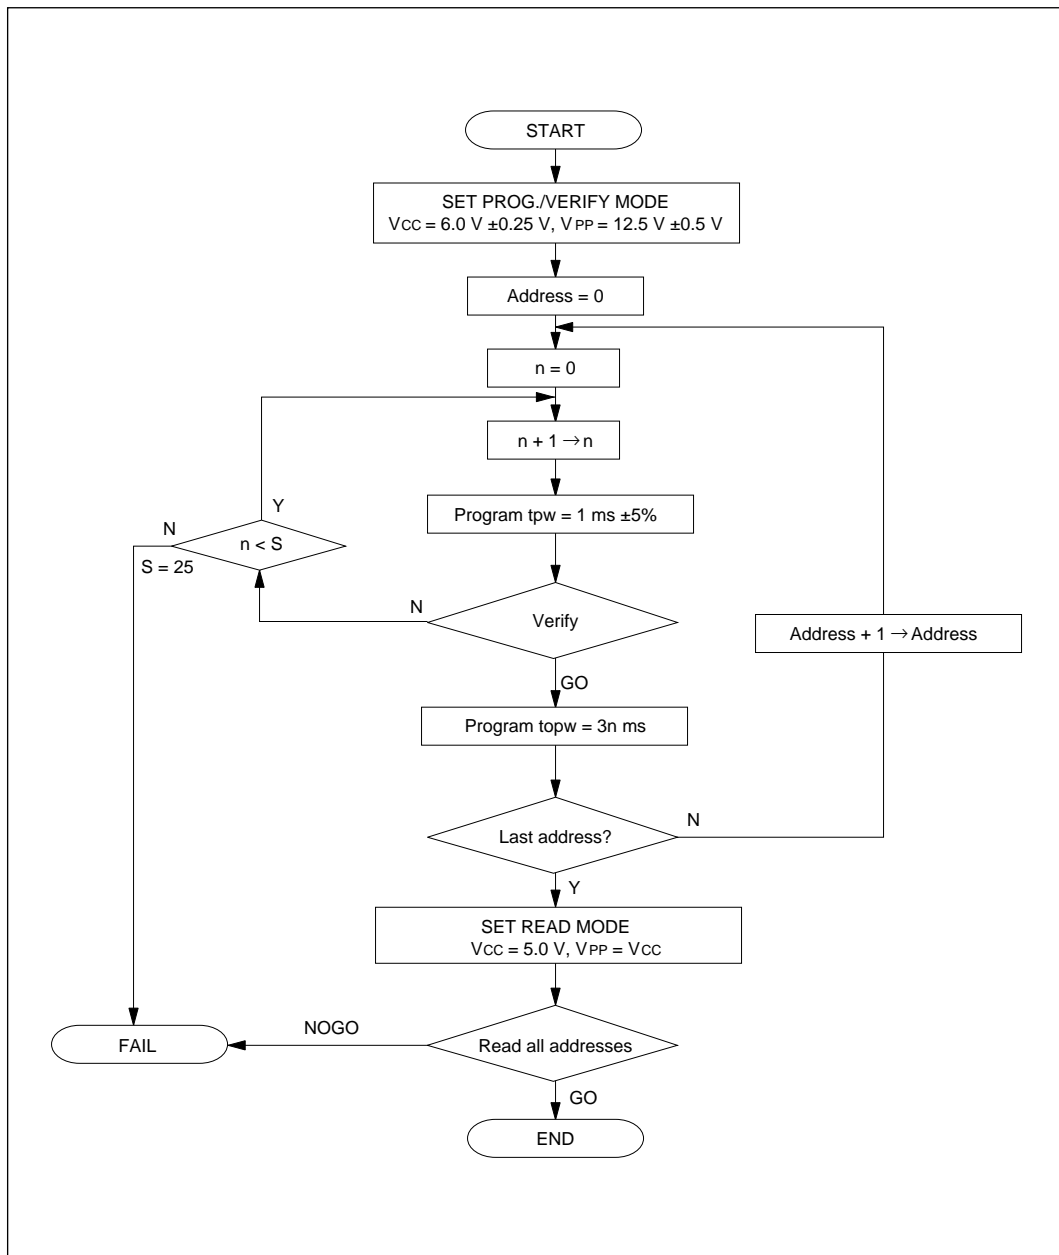 START
SET PROG./VERIFY MODE
VCC = 6.0 V ±0.25 V, VPP = 12.5 V ±0.5 V
Address = 0
n = 0
n + 1 → n
Y
Program tpw = 1 ms ±5%
N
n < S
S = 25
N
Verify
Address + 1 → Address
GO
Program topw = 3n ms
N
Last address?
Y
SET READ MODE
VCC = 5.0 V, VPP = VCC
NOGO
FAIL
Read all addresses
GO
END